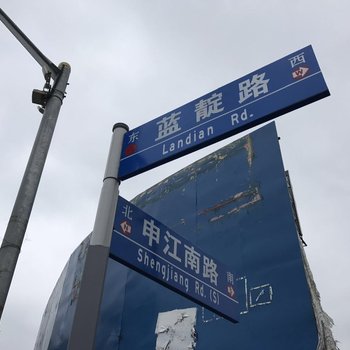 东 蓝靛路 西
Landian Rd.
北 申江南路 南
Shengjiang Rd.(S)